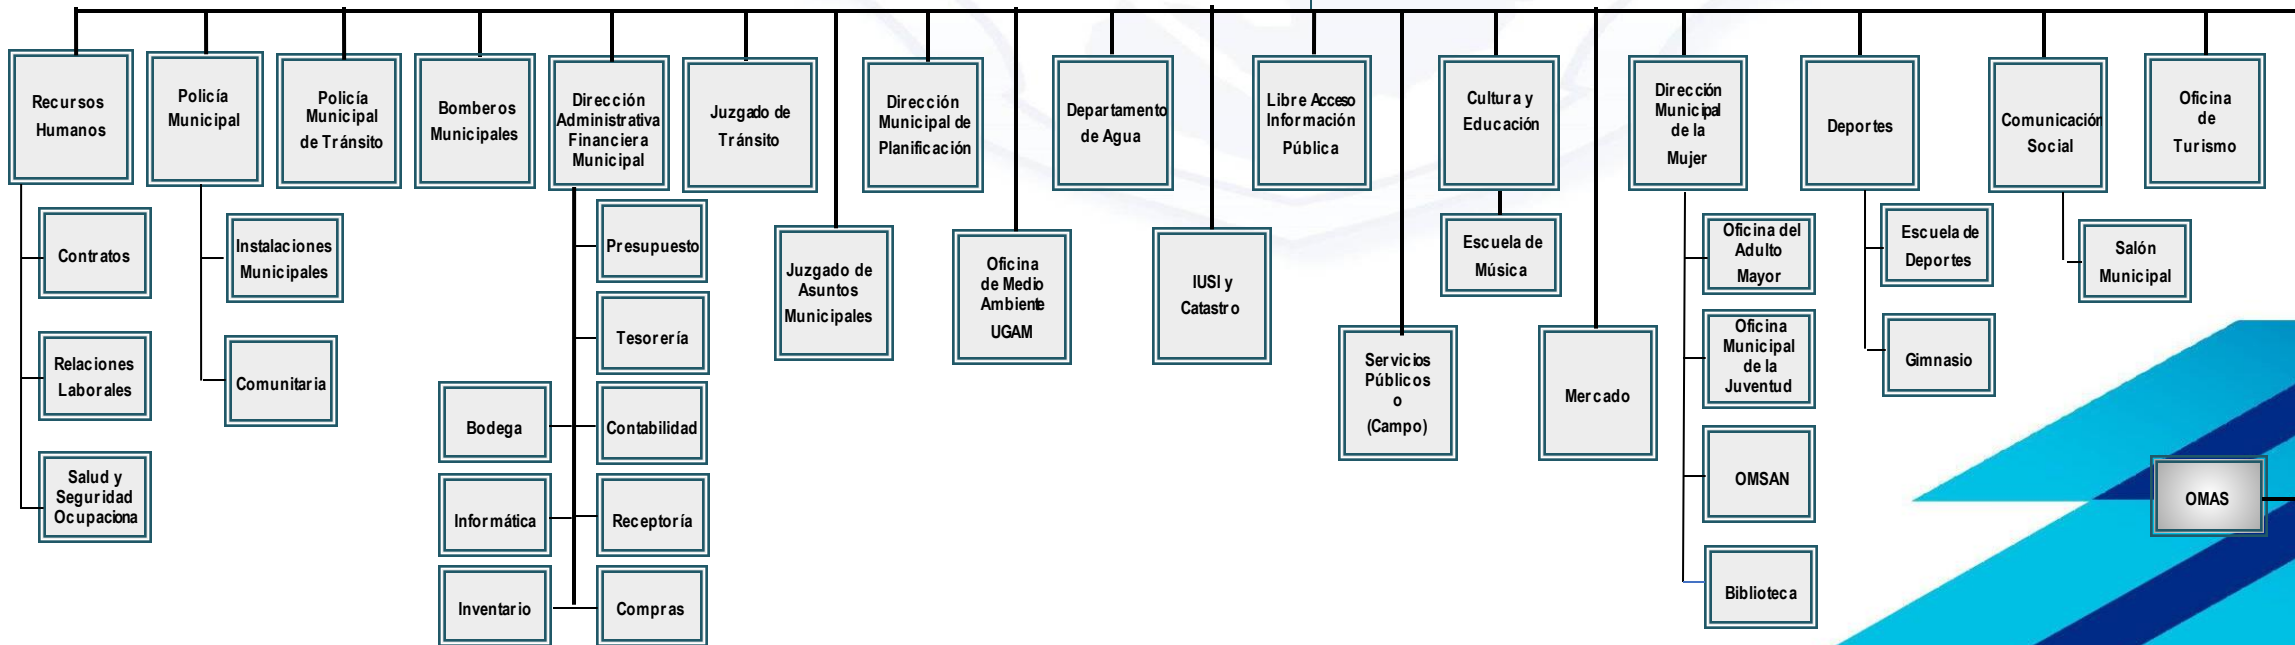 Recursos
Humanos
Policía
Municipal
Policía
Municipal
de Tránsito
Bomberos
Municipales
Dirección
Administrativa
Financiera
Municipal
Juzgado de
Tránsito
Dirección
Municipal de
Planificación
Departamento
de Agua
Libre Acceso
Información
Pública
Cultura y
Educación
Dirección
Municipal
de la
Mujer
Deportes
Comunicación
Social
Oficina
de
Turismo
Contratos
Relaciones
Laborales
Salud y
Seguridad
Ocupaciona
Instalaciones
Municipales
Comunitaria
Presupuesto
Tesorería
Bodega
Contabilidad
Informática
Receptoría
Inventario
Compras
Juzgado de
Asuntos
Municipales
Oficina
de Medio
Ambiente
UGAM
IUSI y
Catastro
Servicios
Públicos
o
(Campo)
Escuela de
Música
Mercado
Oficina del
Adulto
Mayor
Oficina
Municipal
de la
Juventud
OMSAN
Biblioteca
Escuela de
Deportes
Gimnasio
Salón
Municipal
OMAS